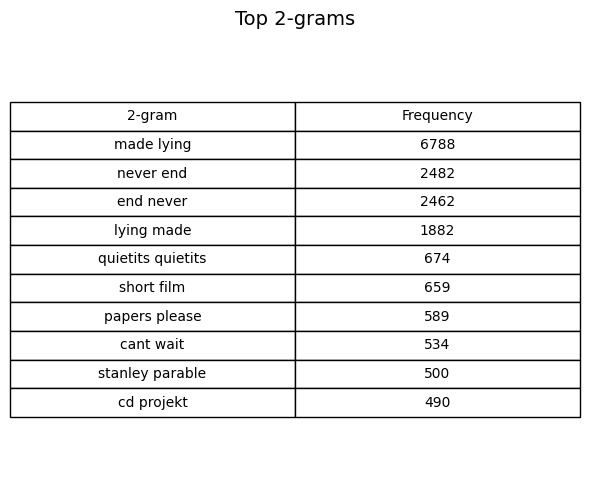 Top 2-grams
2-gram Frequency
made lying 6788
never end 2482
end never 2462
lying made 1882
quietits quietits 674
short film 659
papers please 589
cant wait 534
stanley parable 500
cd projekt 490